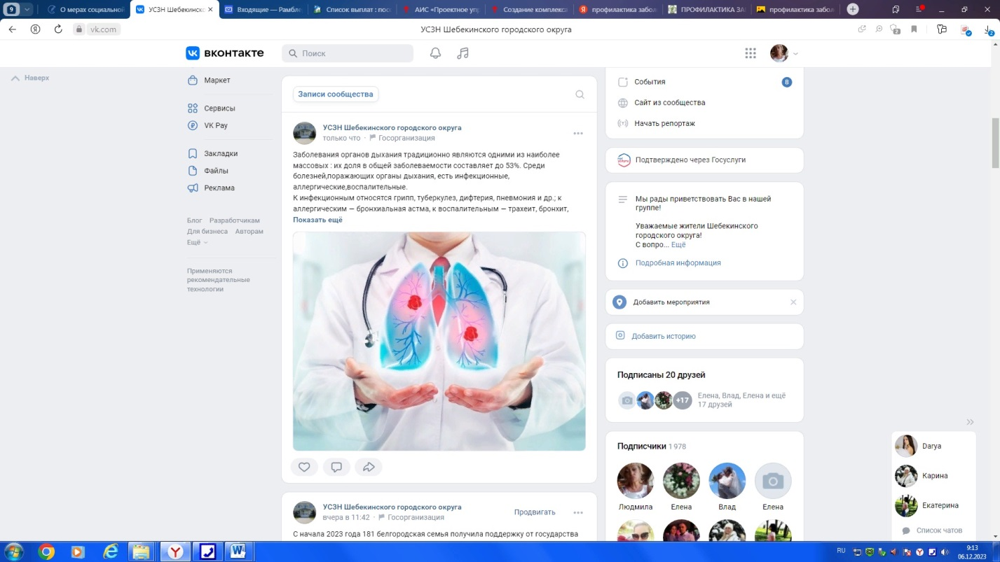 9
О мерах социальной
УСЗН Шебекинск
Входящие — Рамбле
Список выплат : пос
АИС «Проектное упр
Создание комплекса
профилактика забол
ПРОФИЛАКТИКА ЗА
профилактика забол
vk.com
УСЗН Шебекинского городского округа
2
2
вконтакте
Поиск
Наверх
Маркет
Сервисы
VK Pay
Закладки
Файлы
Реклама
Блог Разработчикам
Для бизнеса Авторам
Ещё
Применяются
рекомендательные
технологии
Записи сообщества
УСЗН Шебекинского городского округа
только что · Госорганизация
Заболевания органов дыхания традиционно являются одними из наиболее
массовых : их доля в общей заболеваемости составляет до 53%. Среди
болезней,поражающих органы дыхания, есть инфекционные,
аллергические,воспалительные.
К инфекционным относятся грипп, туберкулез, дифтерия, пневмония и др.; к
аллергическим — бронхиальная астма, к воспалительным — трахеит, бронхит,
Показать ещё
УСЗН Шебекинского городского округа
вчера в 11:42 · Госорганизация
Продвигать
С начала 2023 года 181 белгородская семья получила поддержку от государства
События 8
Сайт из сообщества
Начать репортаж
Подтверждено через Госуслуги
Мы рады приветствовать Вас в нашей
группе!
Уважаемые жители Шебекинского
городского округа!
С вопро... Ещё
Подробная информация
Добавить мероприятия
Добавить историю
Подписаны 20 друзей
+17
Елена, Влад, Елена и ещё
17 друзей
Подписчики 1 978
Людмила Елена Влад Елена
Darya
Карина
Екатерина
Список чатов
RU
9:13
06.12.2023